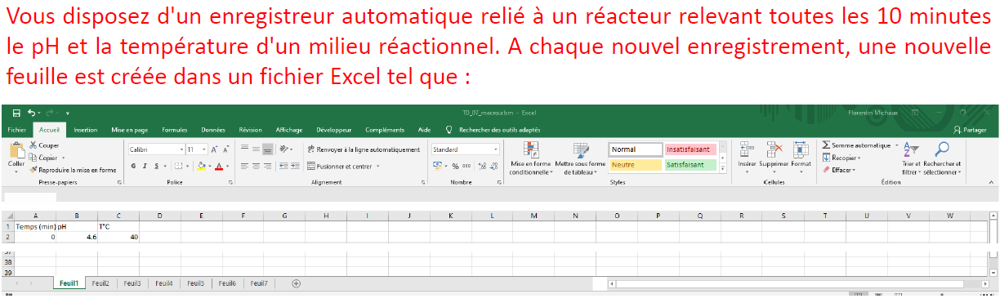 Vous disposez d'un enregistreur automatique relié à un réacteur relevant toutes les 10 minutes
le pH et la température d'un milieu réactionnel. A chaque nouvel enregistrement, une nouvelle
feuille est créée dans un fichier Excel tel que :
TD_07_macro.xlsm - Excel
Florentin Michaux
Fichier Accueil Insertion Mise en page Formules Données Révision Affichage Développeur Compléments Aide Rechercher des outils adaptés Partager
Coller
Couper
Copier
Reproduire la mise en forme
Presse-papiers
Calibri 11
G I S
Police
Renvoyer à la ligne automatiquement
Fusionner et centrer
Alignement
Standard
% 000
Nombre
Mise en forme conditionnelle
Mettre sous forme de tableau
Normal Insatisfaisant
Neutre Satisfaisant
Styles
Insérer Supprimer Format
Cellules
Somme automatique
Recopier
Effacer
Trier et filtrer
Rechercher et sélectionner
Édition
A B C D E F G H I J K L M N O P Q R S T U V W
1 Temps (min) pH T°C
2 0 4.6 40
37
38
39
Feuil1 Feuil2 Feuil3 Feuil4 Feuil5 Feuil6 Feuil7